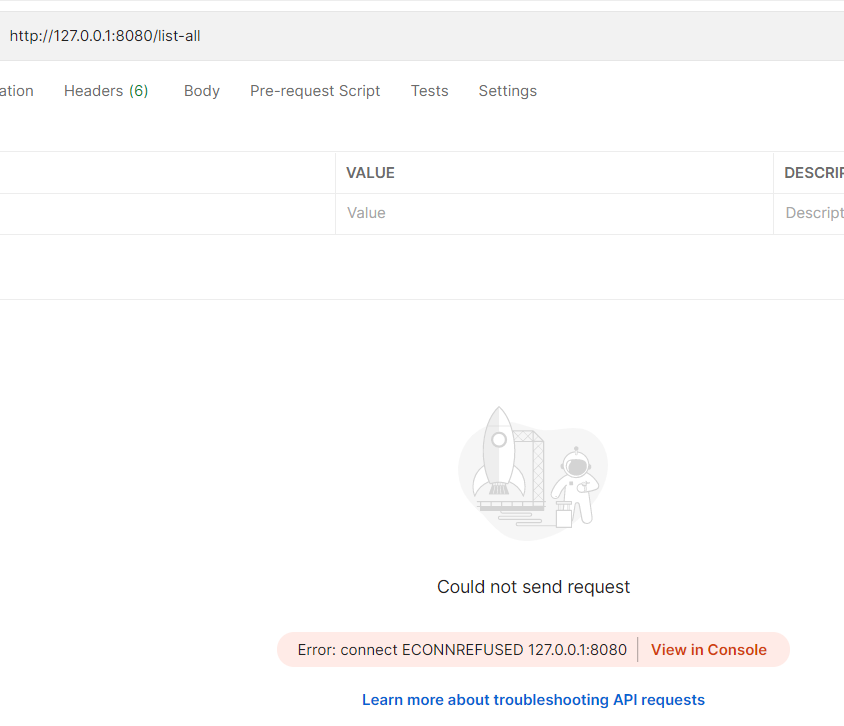 http://127.0.0.1:8080/list-all
ation Headers (6) Body Pre-request Script Tests Settings
VALUE DESCRIP
Value Descript
Could not send request
Error: connect ECONNREFUSED 127.0.0.1:8080 View in Console
Learn more about troubleshooting API requests